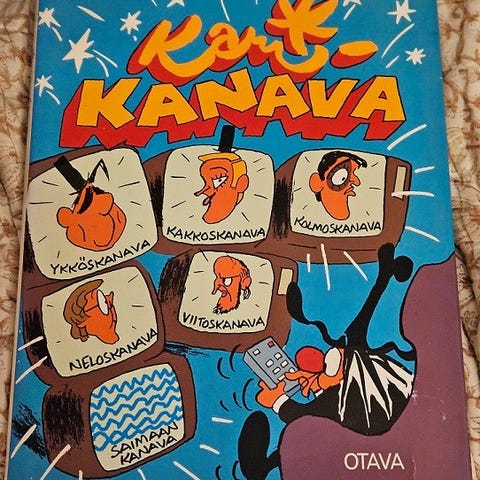 Kari-
KANAVA
YKKÖSKANAVA
KAKKOSKANAVA
KOLMOSKANAVA
NELOSKANAVA
VIITOSKANAVA
SAIMAAN
KANAVA
OTAVA